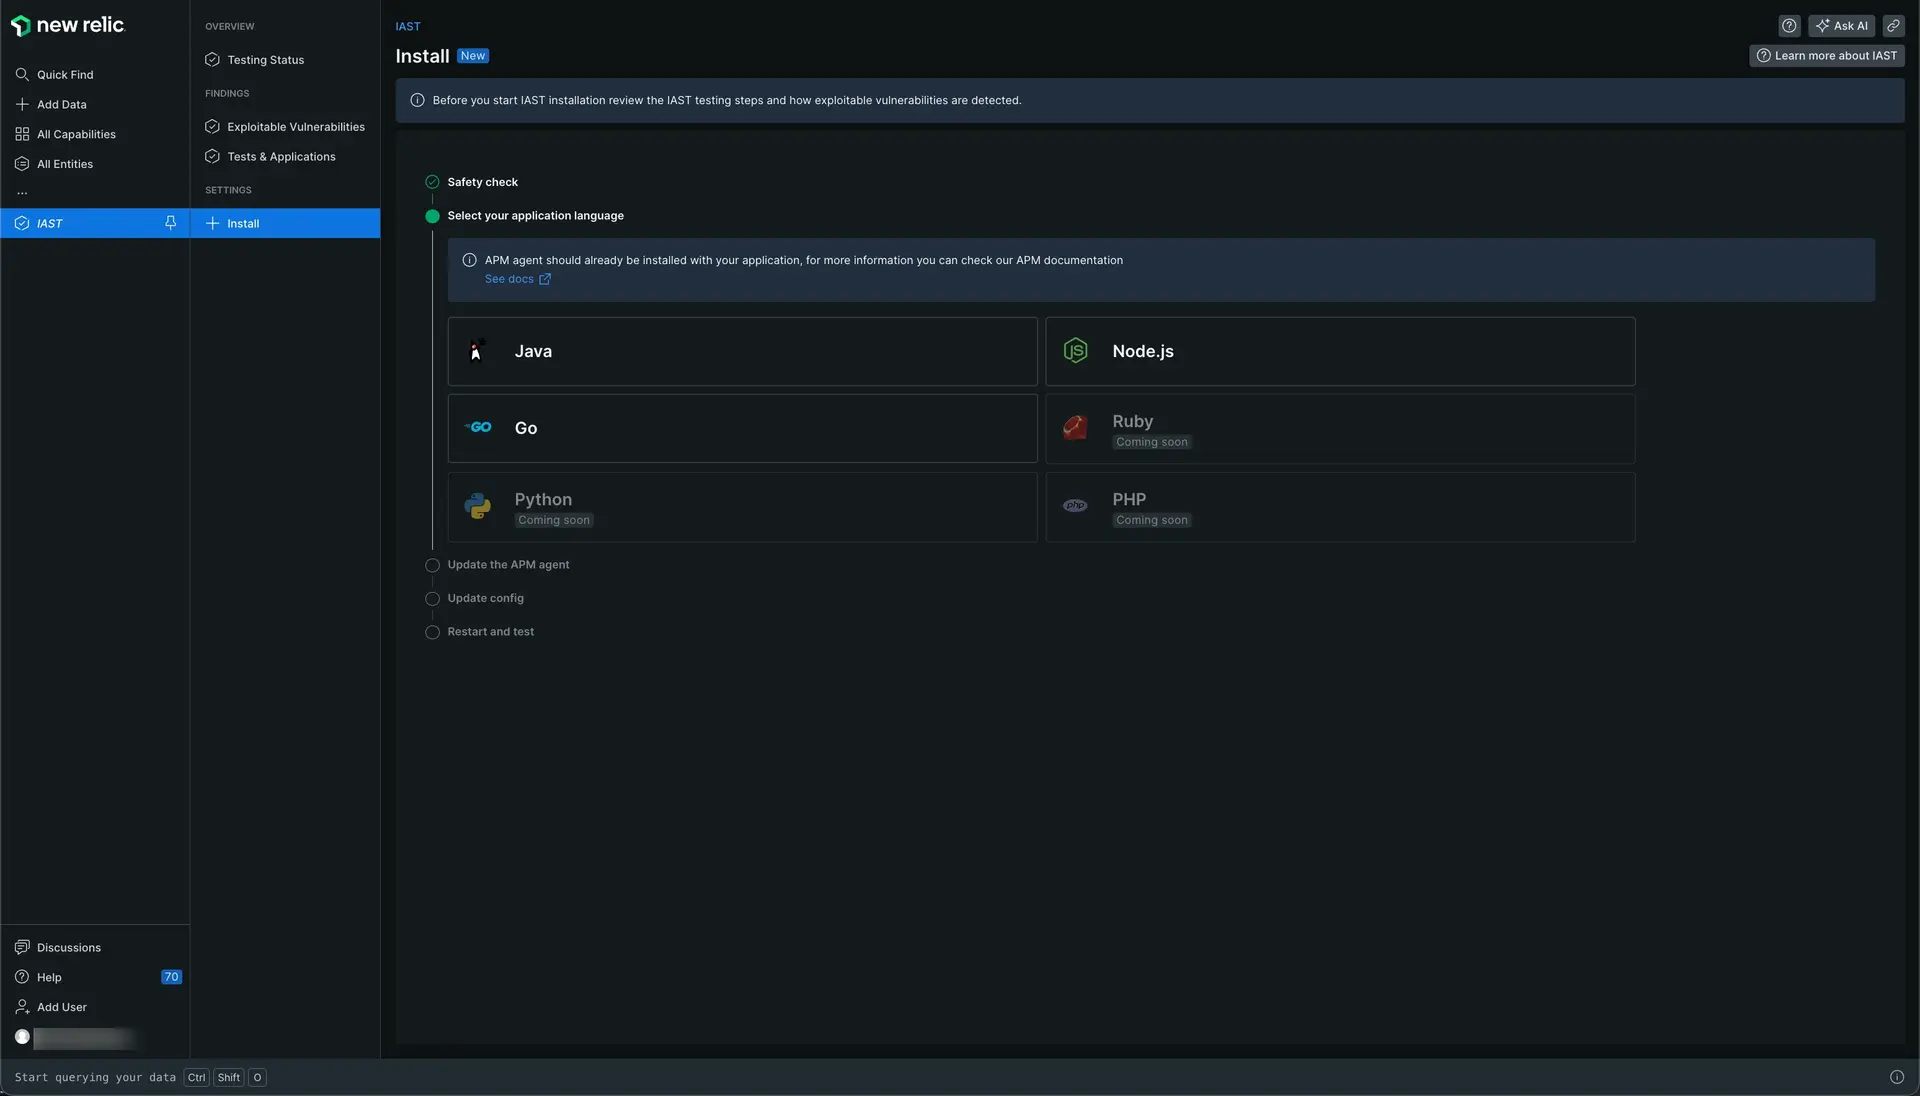 new relic
Quick Find
Add Data
All Capabilities
All Entities
...
IAST
OVERVIEW
Testing Status
FINDINGS
Exploitable Vulnerabilities
Tests & Applications
SETTINGS
Install
IAST
Ask AI
Install New
Learn more about IAST
Before you start IAST installation review the IAST testing steps and how exploitable vulnerabilities are detected.
Safety check
Select your application language
APM agent should already be installed with your application, for more information you can check our APM documentation
See docs
Java
Node.js
JS
Go
GO
Ruby
Coming soon
Python
Coming soon
PHP
php
Coming soon
Update the APM agent
Update config
Restart and test
Discussions
Help 70
Add User
Start querying your data Ctrl Shift O